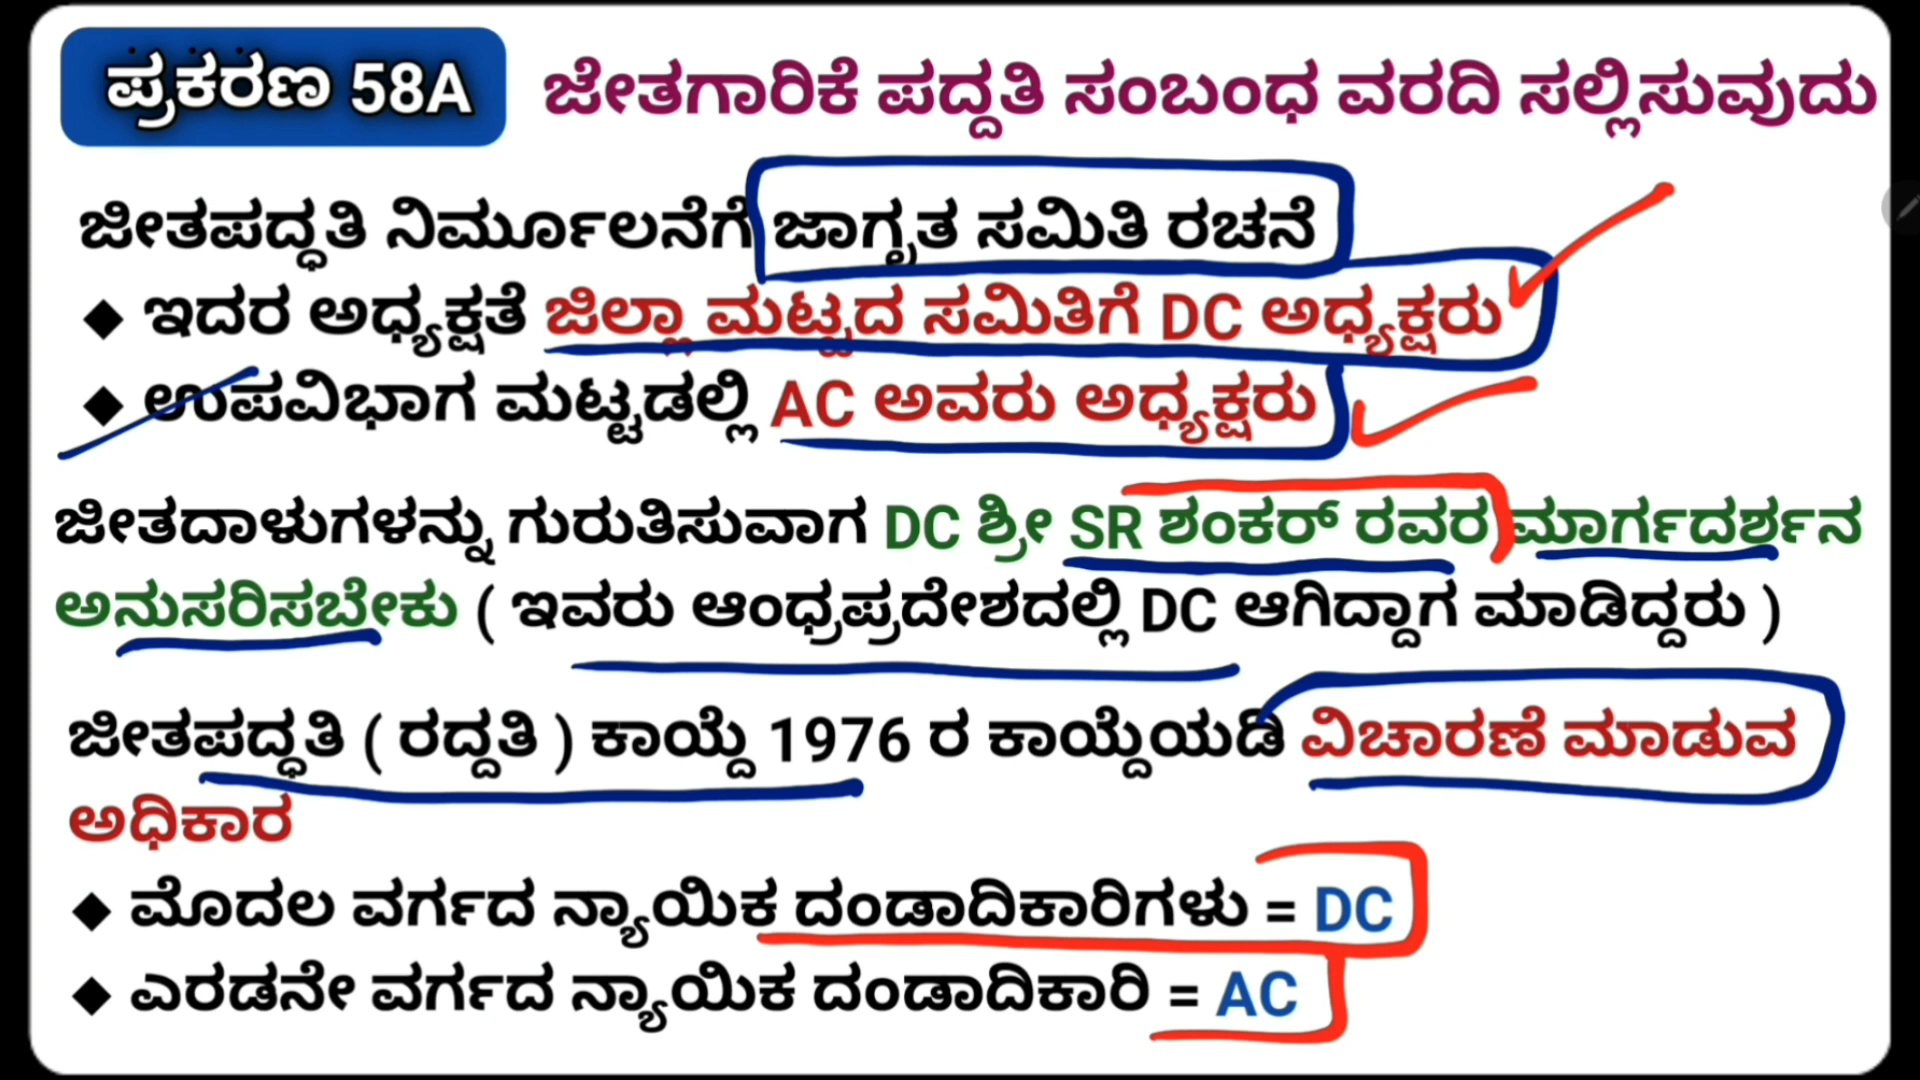 ಪ್ರಕರಣ 58A ಜೇತಗಾರಿಕೆ ಪದ್ದತಿ ಸಂಬಂಧ ವರದಿ ಸಲ್ಲಿಸುವುದು
ಜೀತಪದ್ಧತಿ ನಿರ್ಮೂಲನೆಗೆ ಜಾಗೃತ ಸಮಿತಿ ರಚನೆ
◆ ಇದರ ಅಧ್ಯಕ್ಷತೆ ಜಿಲ್ಲಾ ಮಟ್ಟದ ಸಮಿತಿಗೆ DC ಅಧ್ಯಕ್ಷರು
◆ ಉಪವಿಭಾಗ ಮಟ್ಟಡಲ್ಲಿ AC ಅವರು ಅಧ್ಯಕ್ಷರು
ಜೀತದಾಳುಗಳನ್ನು ಗುರುತಿಸುವಾಗ DC ಶ್ರೀ SR ಶಂಕರ್ ರವರ ಮಾರ್ಗದರ್ಶನ
ಅನುಸರಿಸಬೇಕು ( ಇವರು ಆಂಧ್ರಪ್ರದೇಶದಲ್ಲಿ DC ಆಗಿದ್ದಾಗ ಮಾಡಿದ್ದರು )
ಜೀತಪದ್ಧತಿ ( ರದ್ದತಿ ) ಕಾಯ್ದೆ 1976 ರ ಕಾಯ್ದೆಯಡಿ ವಿಚಾರಣೆ ಮಾಡುವ
ಅಧಿಕಾರ
◆ ಮೊದಲ ವರ್ಗದ ನ್ಯಾಯಿಕ ದಂಡಾದಿಕಾರಿಗಳು = DC
◆ ಎರಡನೇ ವರ್ಗದ ನ್ಯಾಯಿಕ ದಂಡಾದಿಕಾರಿ = AC